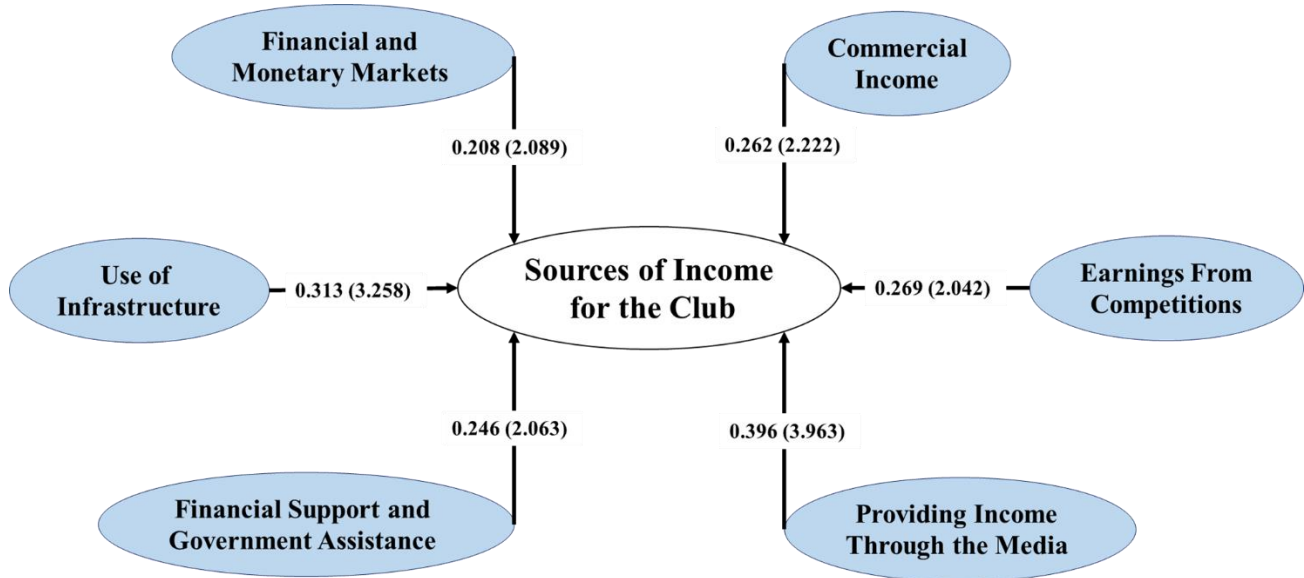 Financial and
Monetary Markets
Commercial
Income
0.208 (2.089)
0.262 (2.222)
Use of
Infrastructure
0.313 (3.258)
Sources of Income
for the Club
0.269 (2.042)
Earnings From
Competitions
0.246 (2.063)
0.396 (3.963)
Financial Support and
Government Assistance
Providing Income
Through the Media